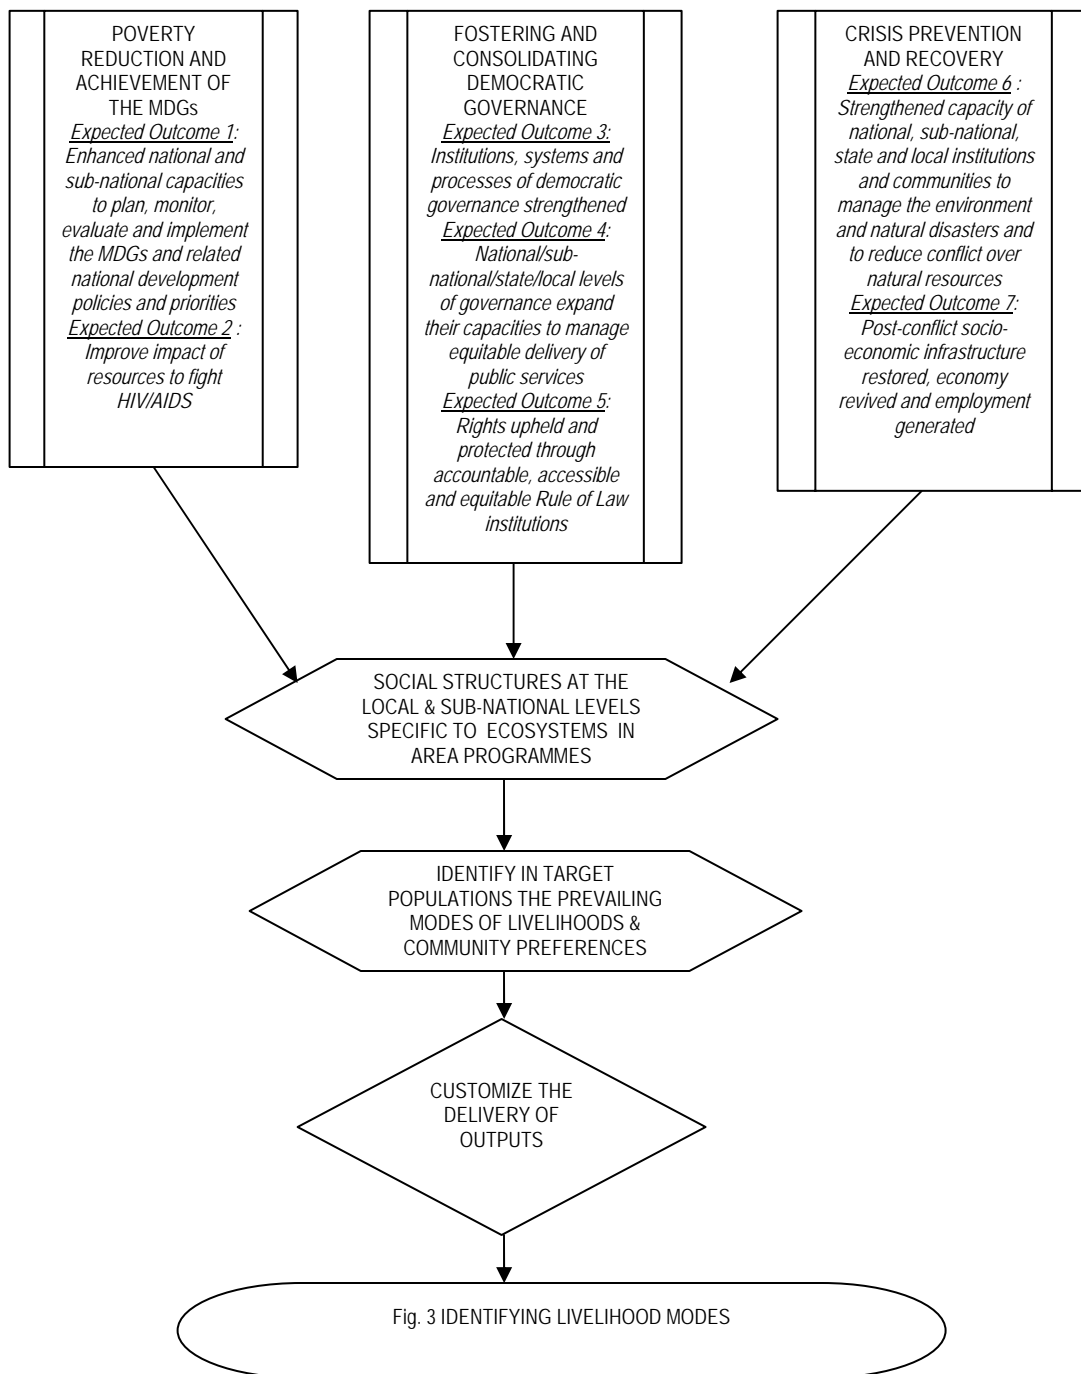 POVERTY
REDUCTION AND
ACHIEVEMENT OF
THE MDGs
Expected Outcome 1:
Enhanced national and
sub-national capacities
to plan, monitor,
evaluate and implement
the MDGs and related
national development
policies and priorities
Expected Outcome 2 :
Improve impact of
resources to fight
HIV/AIDS
FOSTERING AND
CONSOLIDATING
DEMOCRATIC
GOVERNANCE
Expected Outcome 3:
Institutions, systems and
processes of democratic
governance strengthened
Expected Outcome 4:
National/sub-
national/state/local levels
of governance expand
their capacities to manage
equitable delivery of
public services
Expected Outcome 5:
Rights upheld and
protected through
accountable, accessible
and equitable Rule of Law
institutions
CRISIS PREVENTION
AND RECOVERY
Expected Outcome 6 :
Strengthened capacity of
national, sub-national,
state and local institutions
and communities to
manage the environment
and natural disasters and
to reduce conflict over
natural resources
Expected Outcome 7:
Post-conflict socio-
economic infrastructure
restored, economy
revived and employment
generated
SOCIAL STRUCTURES AT THE
LOCAL & SUB-NATIONAL LEVELS
SPECIFIC TO ECOSYSTEMS IN
AREA PROGRAMMES
IDENTIFY IN TARGET
POPULATIONS THE PREVAILING
MODES OF LIVELIHOODS &
COMMUNITY PREFERENCES
CUSTOMIZE THE
DELIVERY OF
OUTPUTS
Fig. 3 IDENTIFYING LIVELIHOOD MODES